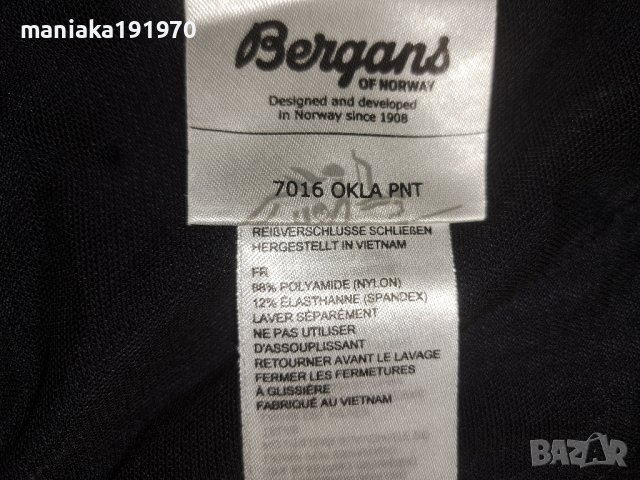 maniaka191970
Bergans
OF NORWAY
Designed and developed
in Norway since 1908
7016 OKLA PNT
REIßVERSCHLÜSSE SCHLIEßEN
HERGESTELLT IN VIETNAM
FR
88% POLYAMIDE (NYLON)
12% ÉLASTHANNE (SPANDEX)
LAVER SÉPARÉMENT
NE PAS UTILISER
D'ASSOUPLISSANT
RETOURNER AVANT LE LAVAGE
FERMER LES FERMETURES
À GLISSIÈRE
FABRIQUÉ AU VIETNAM
BAZAR